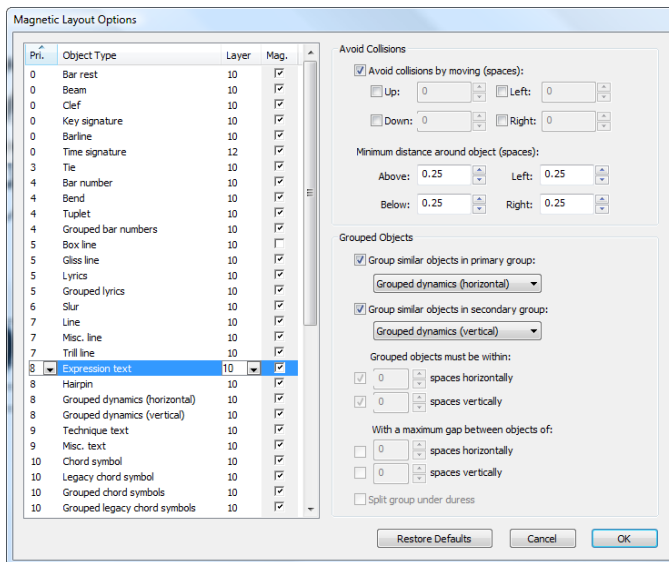 Magnetic Layout Options
Pri. Object Type Layer Mag.
0 Bar rest 10
0 Beam 10
0 Clef 10
0 Key signature 10
0 Barline 10
0 Time signature 12
3 Tie 10
4 Bar number 10
4 Bend 10
4 Tuplet 10
4 Grouped bar numbers 10
5 Box line 10
5 Gliss line 10
5 Lyrics 10
5 Grouped lyrics 10
6 Slur 10
7 Line 10
7 Misc. line 10
7 Trill line 10
8 Expression text 10
8 Hairpin 10
8 Grouped dynamics (horizontal) 10
8 Grouped dynamics (vertical) 10
9 Technique text 10
9 Misc. text 10
10 Chord symbol 10
10 Legacy chord symbol 10
10 Grouped chord symbols 10
10 Grouped legacy chord symbols 10
Avoid Collisions
Avoid collisions by moving (spaces):
Up: 0 Left: 0
Down: 0 Right: 0
Minimum distance around object (spaces):
Above: 0.25 Left: 0.25
Below: 0.25 Right: 0.25
Grouped Objects
Group similar objects in primary group:
Grouped dynamics (horizontal)
Group similar objects in secondary group:
Grouped dynamics (vertical)
Grouped objects must be within:
0 spaces horizontally
0 spaces vertically
With a maximum gap between objects of:
0 spaces horizontally
0 spaces vertically
Split group under duress
Restore Defaults Cancel OK